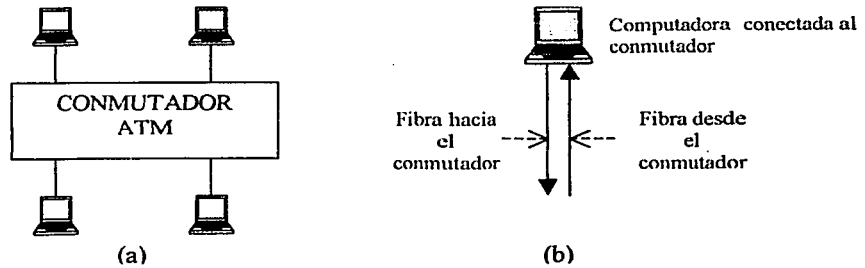 CONMUTADOR
ATM
(a)
Computadora conectada al
conmutador
Fibra hacia
el
conmutador
Fibra desde
el
conmutador
(b)